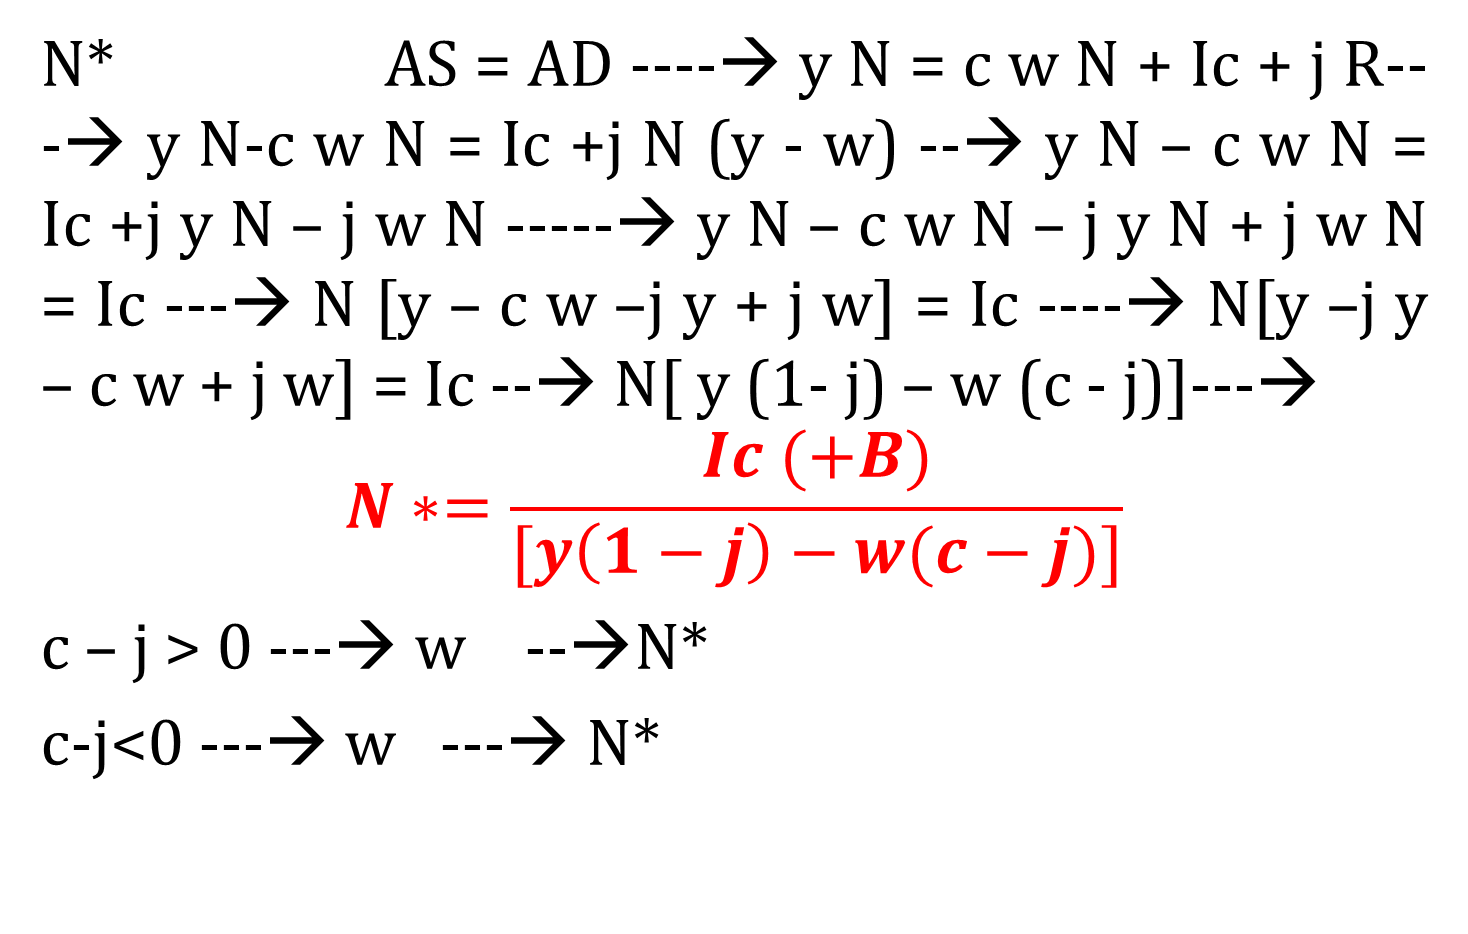 N* AS = AD ----→ y N = c w N + Ic + j R--
-→ y N-c w N = Ic +j N (y - w) --→ y N – c w N =
Ic +j y N – j w N -----→ y N – c w N – j y N + j w N
= Ic ---→ N [y – c w –j y + j w] = Ic ----→ N[y –j y
– c w + j w] = Ic --→ N[ y (1- j) – w (c - j)]---→
Ic (+B)
N *=
[y(1 − j) − w(c − j)]
c – j > 0 ---→ w --→N*
c-j<0 ---→ w ---→ N*